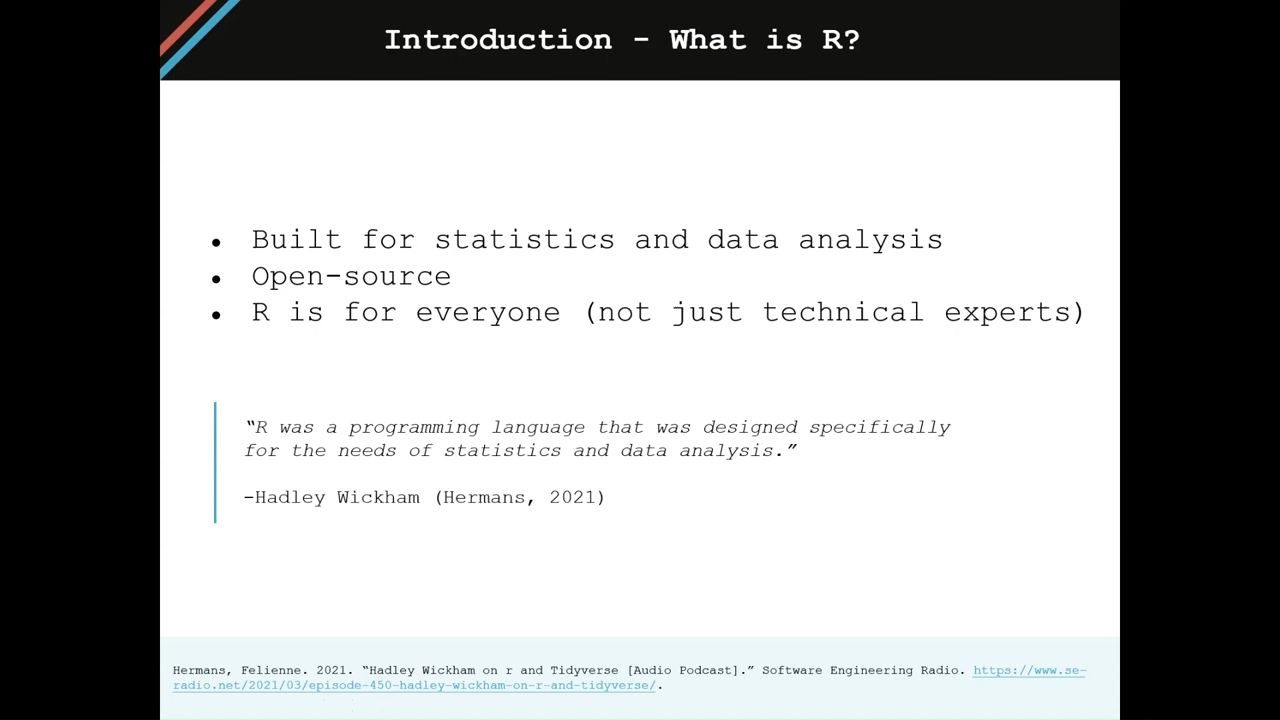 Introduction - What is R?
● Built for statistics and data analysis
● Open-source
● R is for everyone (not just technical experts)
“R was a programming language that was designed specifically
for the needs of statistics and data analysis.”
-Hadley Wickham (Hermans, 2021)
Hermans, Felienne. 2021. “Hadley Wickham on r and Tidyverse [Audio Podcast].” Software Engineering Radio. https://www.se-
radio.net/2021/03/episode-450-hadley-wickham-on-r-and-tidyverse/.